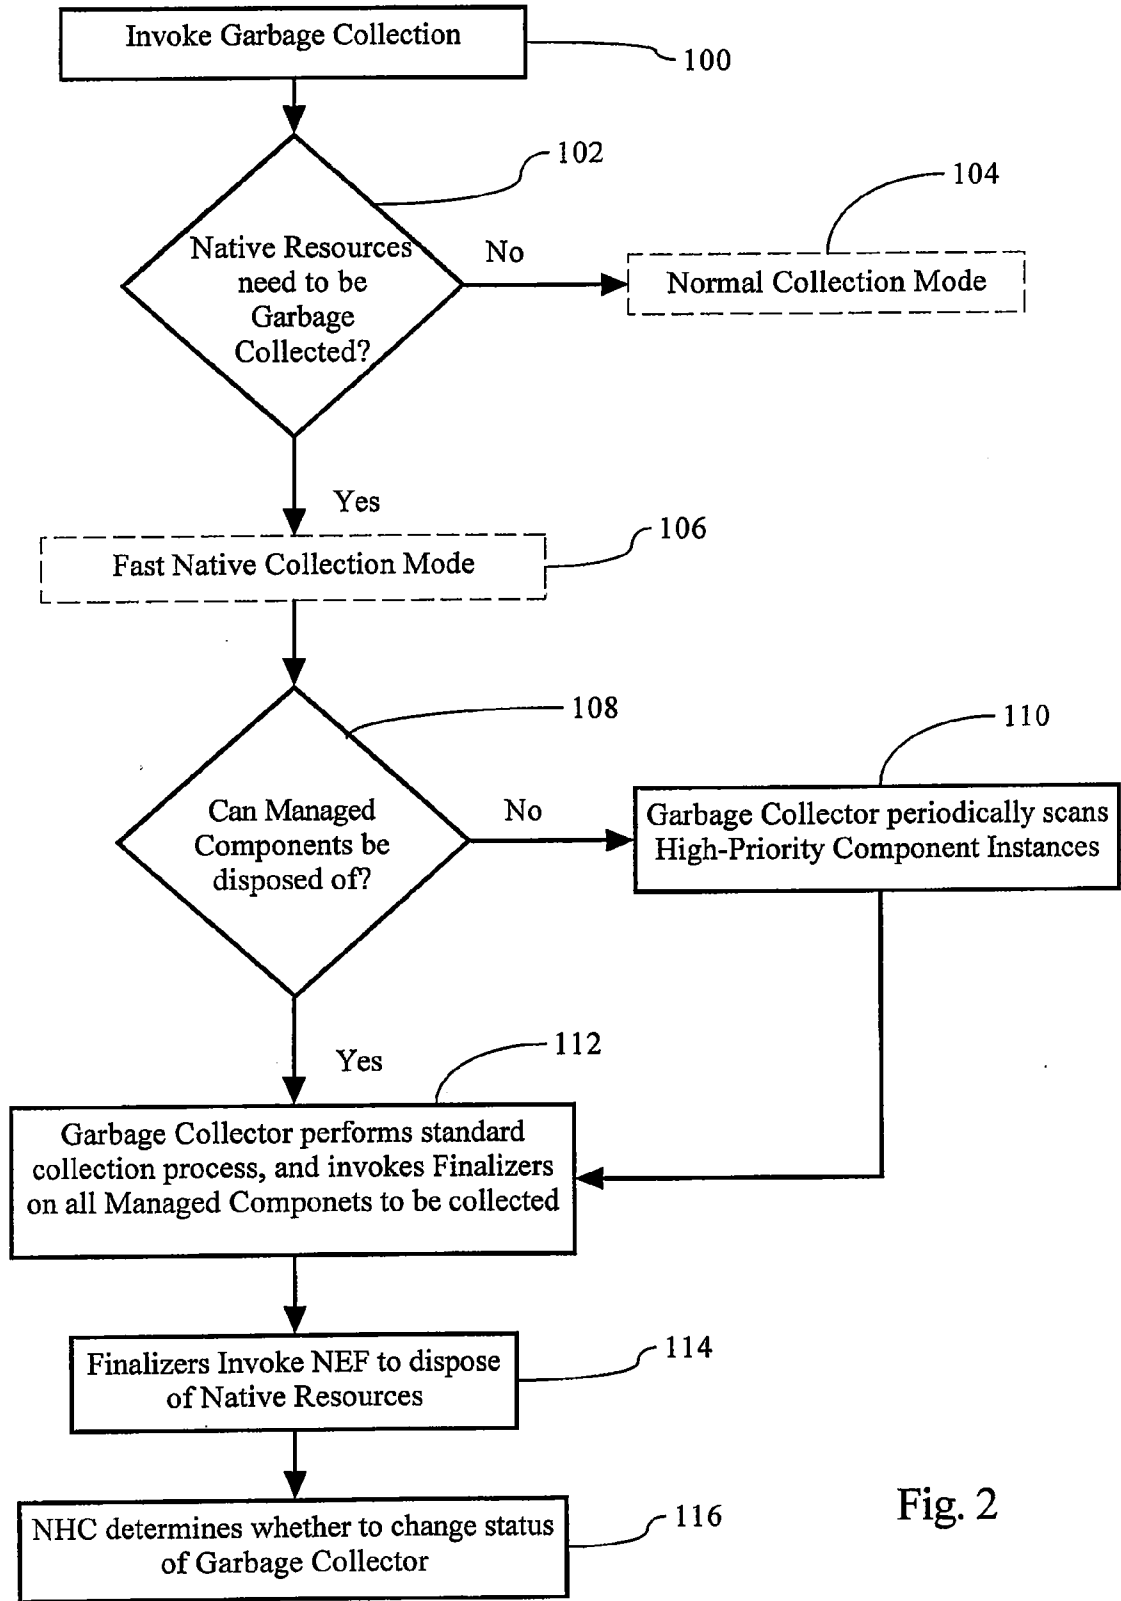 Invoke Garbage Collection
100
102
104
Native Resources
need to be
Garbage
Collected?
No
Normal Collection Mode
Yes
106
Fast Native Collection Mode
108
110
Can Managed
Components be
disposed of?
No
Garbage Collector periodically scans
High-Priority Component Instances
Yes
112
Garbage Collector performs standard
collection process, and invokes Finalizers
on all Managed Componets to be collected
114
Finalizers Invoke NEF to dispose
of Native Resources
116
NHC determines whether to change status
of Garbage Collector
Fig. 2